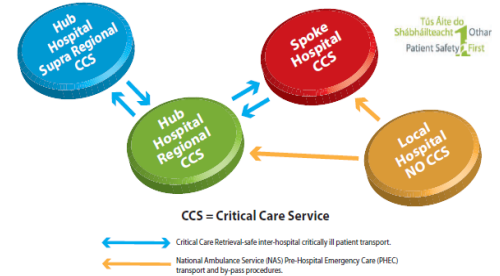 Hub
Hospital
Supra Regional
CCS
Spoke
Hospital
CCS
Tús Áite do
Shábháilteacht Othar
Patient Safety First
1
Hub
Hospital
Regional
CCS
Local
Hospital
NO CCS
CCS = Critical Care Service
Critical Care Retrieval-safe inter-hospital critically ill patient transport.
National Ambulance Service (NAS) Pre-Hospital Emergency Care (PHEC)
transport and by-pass procedures.